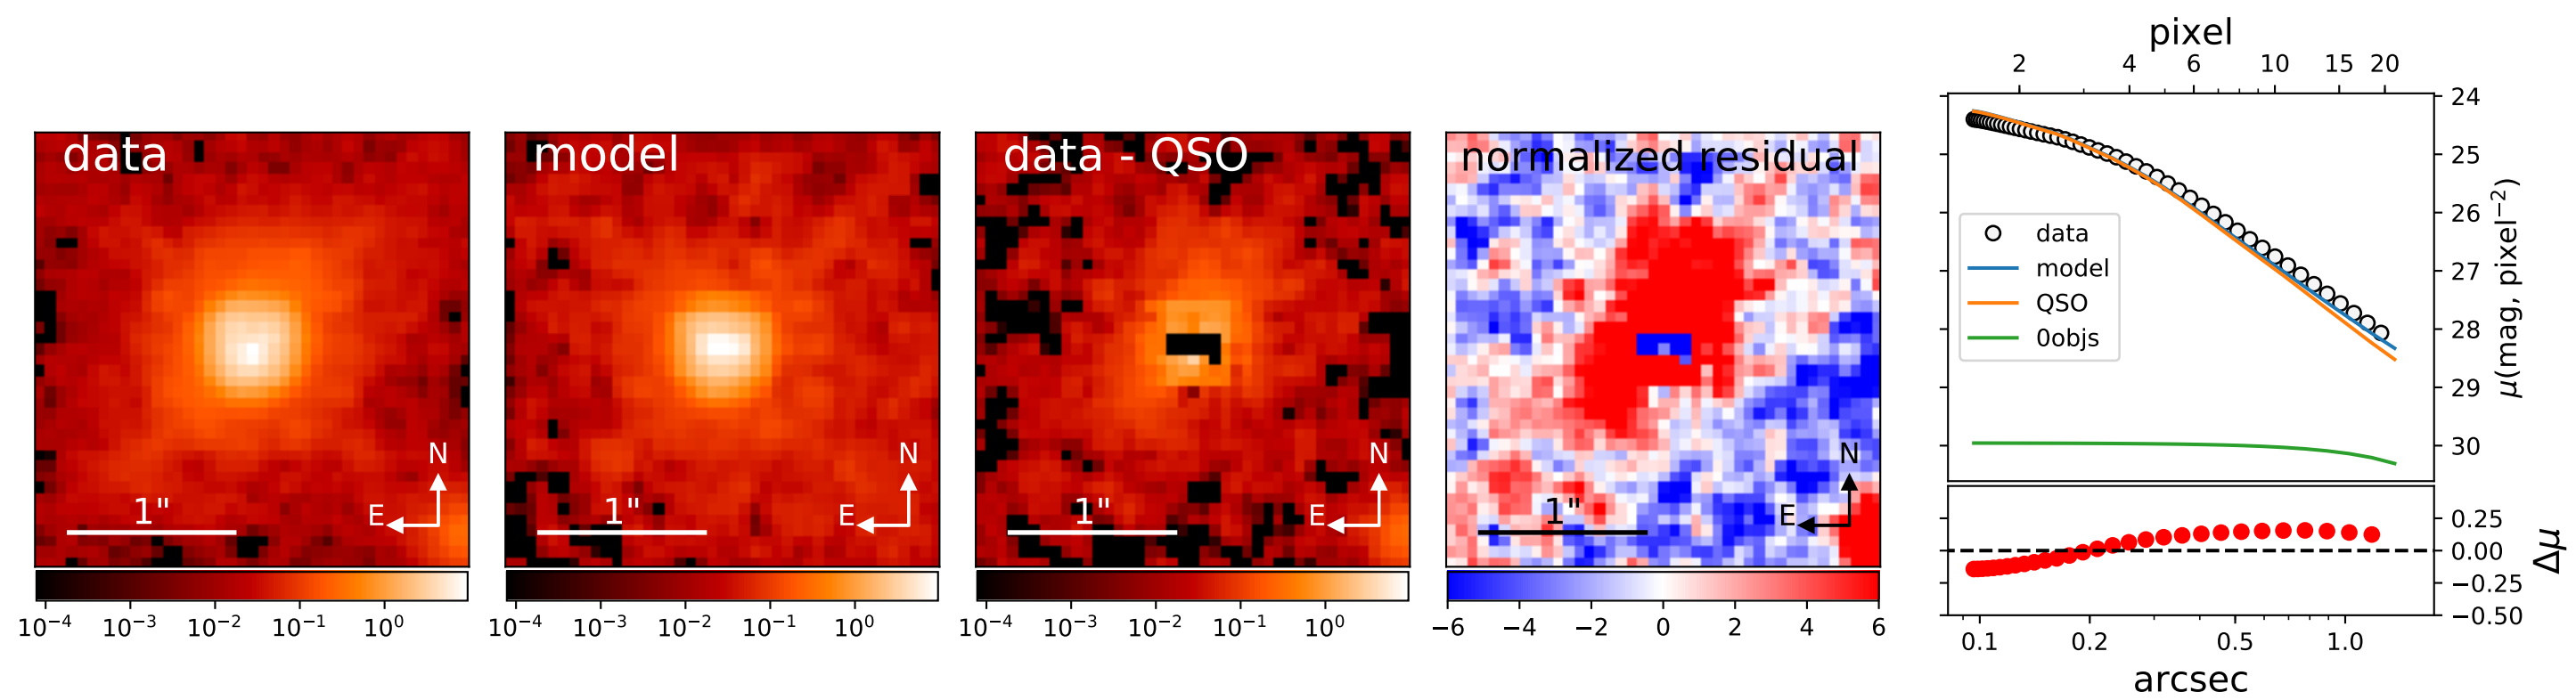 data
N
E
1"
10⁻⁴ 10⁻³ 10⁻² 10⁻¹ 10⁰
model
N
E
1"
10⁻⁴ 10⁻³ 10⁻² 10⁻¹ 10⁰
data - QSO
N
E
1"
10⁻⁴ 10⁻³ 10⁻² 10⁻¹ 10⁰
normalized residual
N
E
1"
−6 −4 −2 0 2 4 6
pixel
2 4 6 10 15 20
24
25
26
27
28
29
30
μ(mag, pixel⁻²)
data
model
QSO
0objs
0.25
0.00
−0.25
−0.50
Δμ
0.1 0.2 0.5 1.0
arcsec